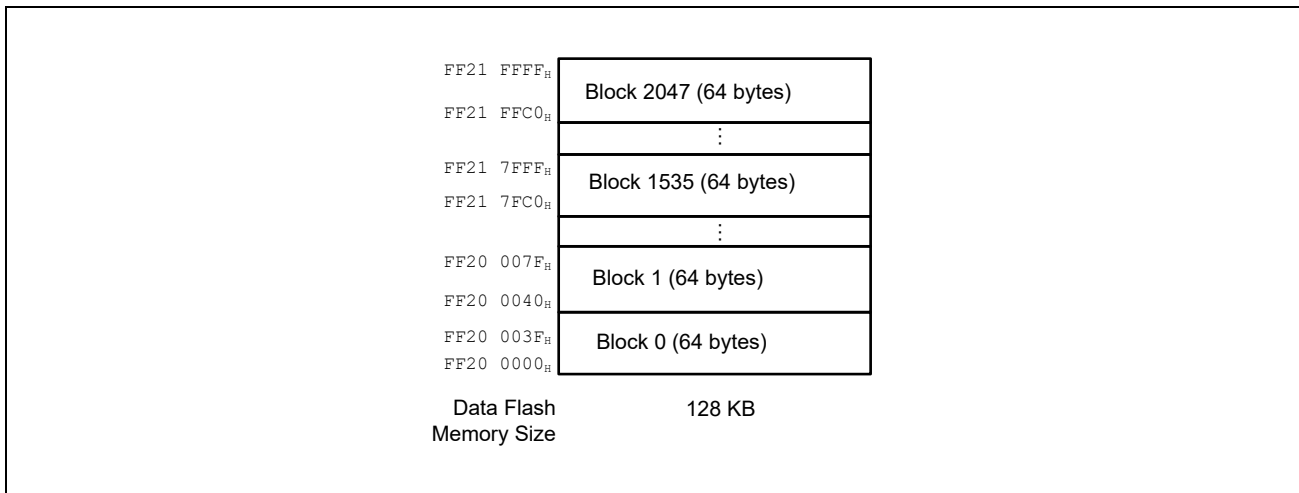 FF21 FFFFH
Block 2047 (64 bytes)
FF21 FFC0H
⋮
FF21 7FFFH
Block 1535 (64 bytes)
FF21 7FC0H
⋮
FF20 007FH
Block 1 (64 bytes)
FF20 0040H
FF20 003FH
Block 0 (64 bytes)
FF20 0000H
Data Flash
Memory Size
128 KB